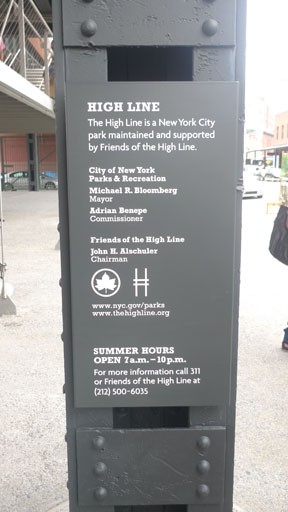 HIGH LINE
The High Line is a New York City
park maintained and supported
by Friends of the High Line.
City of New York
Parks & Recreation
Michael R. Bloomberg
Mayor
Adrian Benepe
Commissioner
Friends of the High Line
John H. Alschuler
Chairman
www.nyc.gov/parks
www.thehighline.org
SUMMER HOURS
OPEN 7 a.m. – 10 p.m.
For more information call 311
or Friends of the High Line at
(212) 500-6035